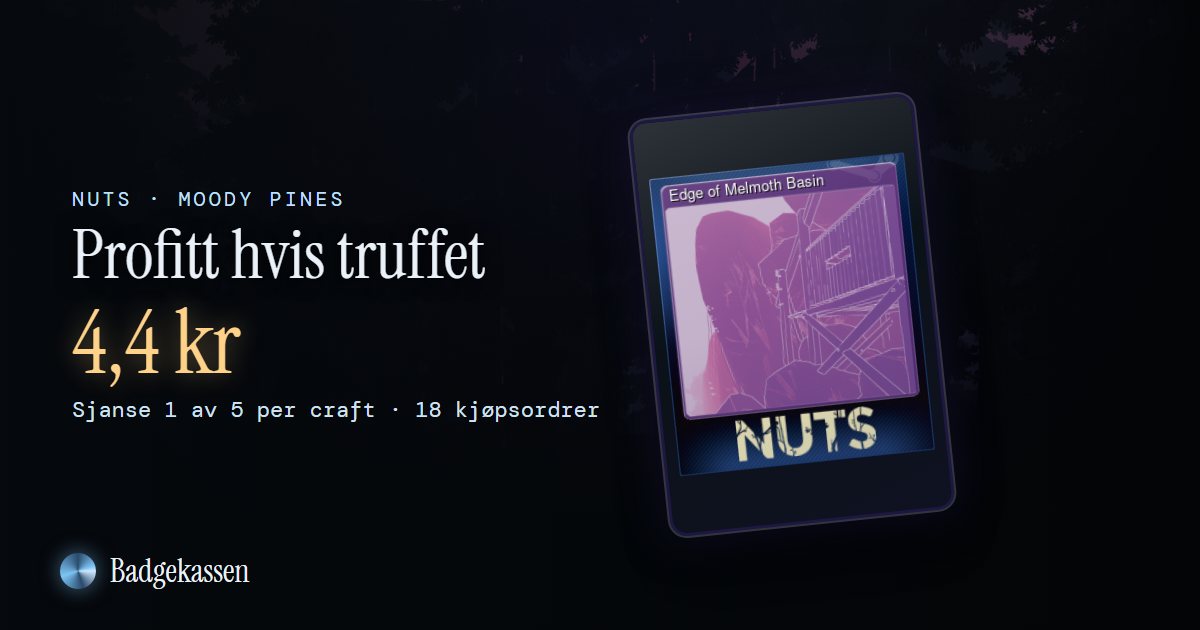 NUTS · MOODY PINES
Profitt hvis truffet
4,4 kr
Sjanse 1 av 5 per craft · 18 kjøpsordrer
Edge of Melmoth Basin
NUTS
Badgekassen